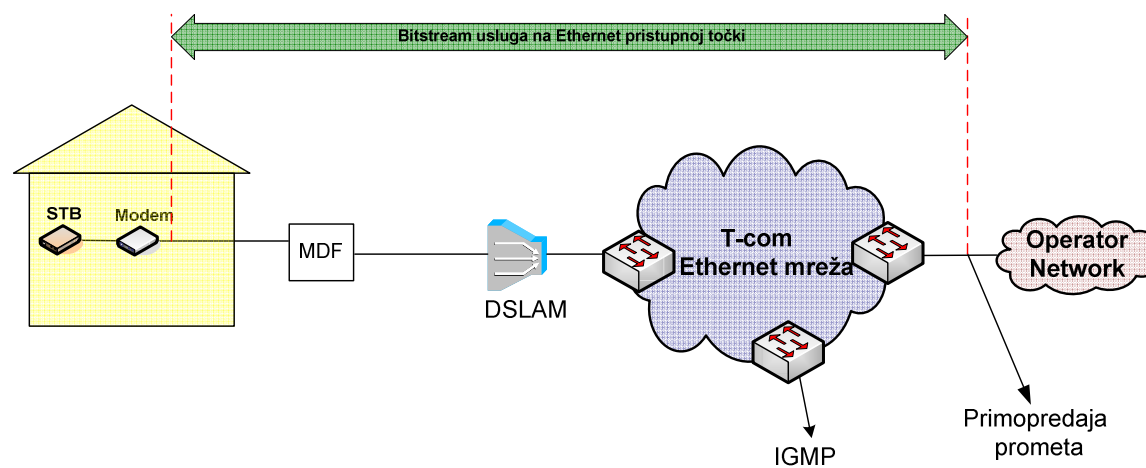 Bitstream usluga na Ethernet pristupnoj točki
STB
Modem
MDF
DSLAM
T-com
Ethernet mreža
Operator
Network
IGMP
Primopredaja
prometa